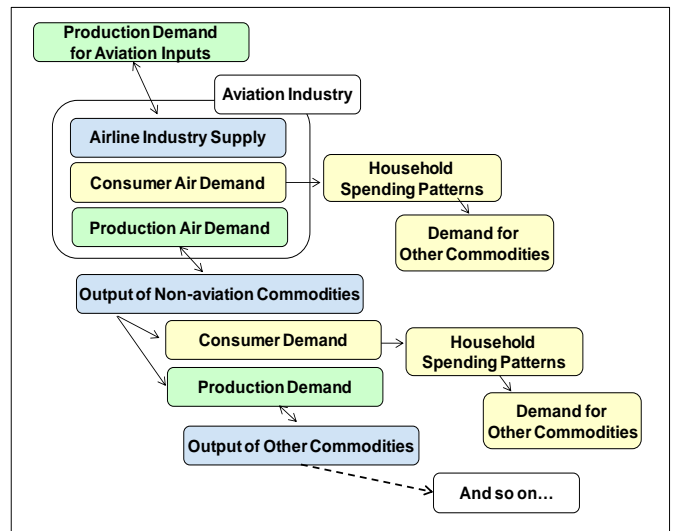 Production Demand
for Aviation Inputs
Aviation Industry
Airline Industry Supply
Consumer Air Demand
Household
Spending Patterns
Production Air Demand
Demand for
Other Commodities
Output of Non-aviation Commodities
Consumer Demand
Household
Spending Patterns
Production Demand
Demand for
Other Commodities
Output of Other Commodities
And so on...